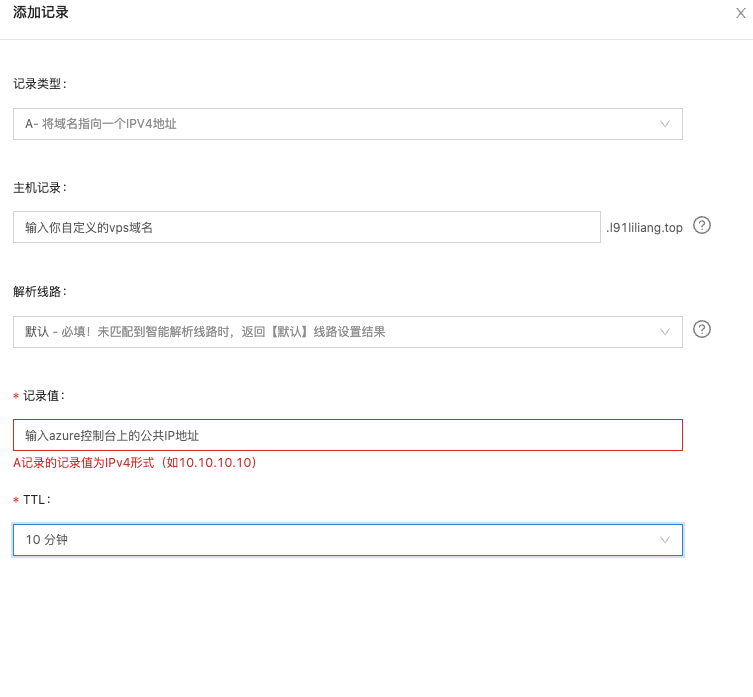 添加记录
记录类型：
A- 将域名指向一个IPV4地址
主机记录：
输入你自定义的vps域名 .l91liliang.top
解析线路：
默认 - 必填！未匹配到智能解析线路时，返回【默认】线路设置结果
* 记录值：
输入azure控制台上的公共IP地址
A记录的记录值为IPv4形式（如10.10.10.10）
* TTL：
10 分钟